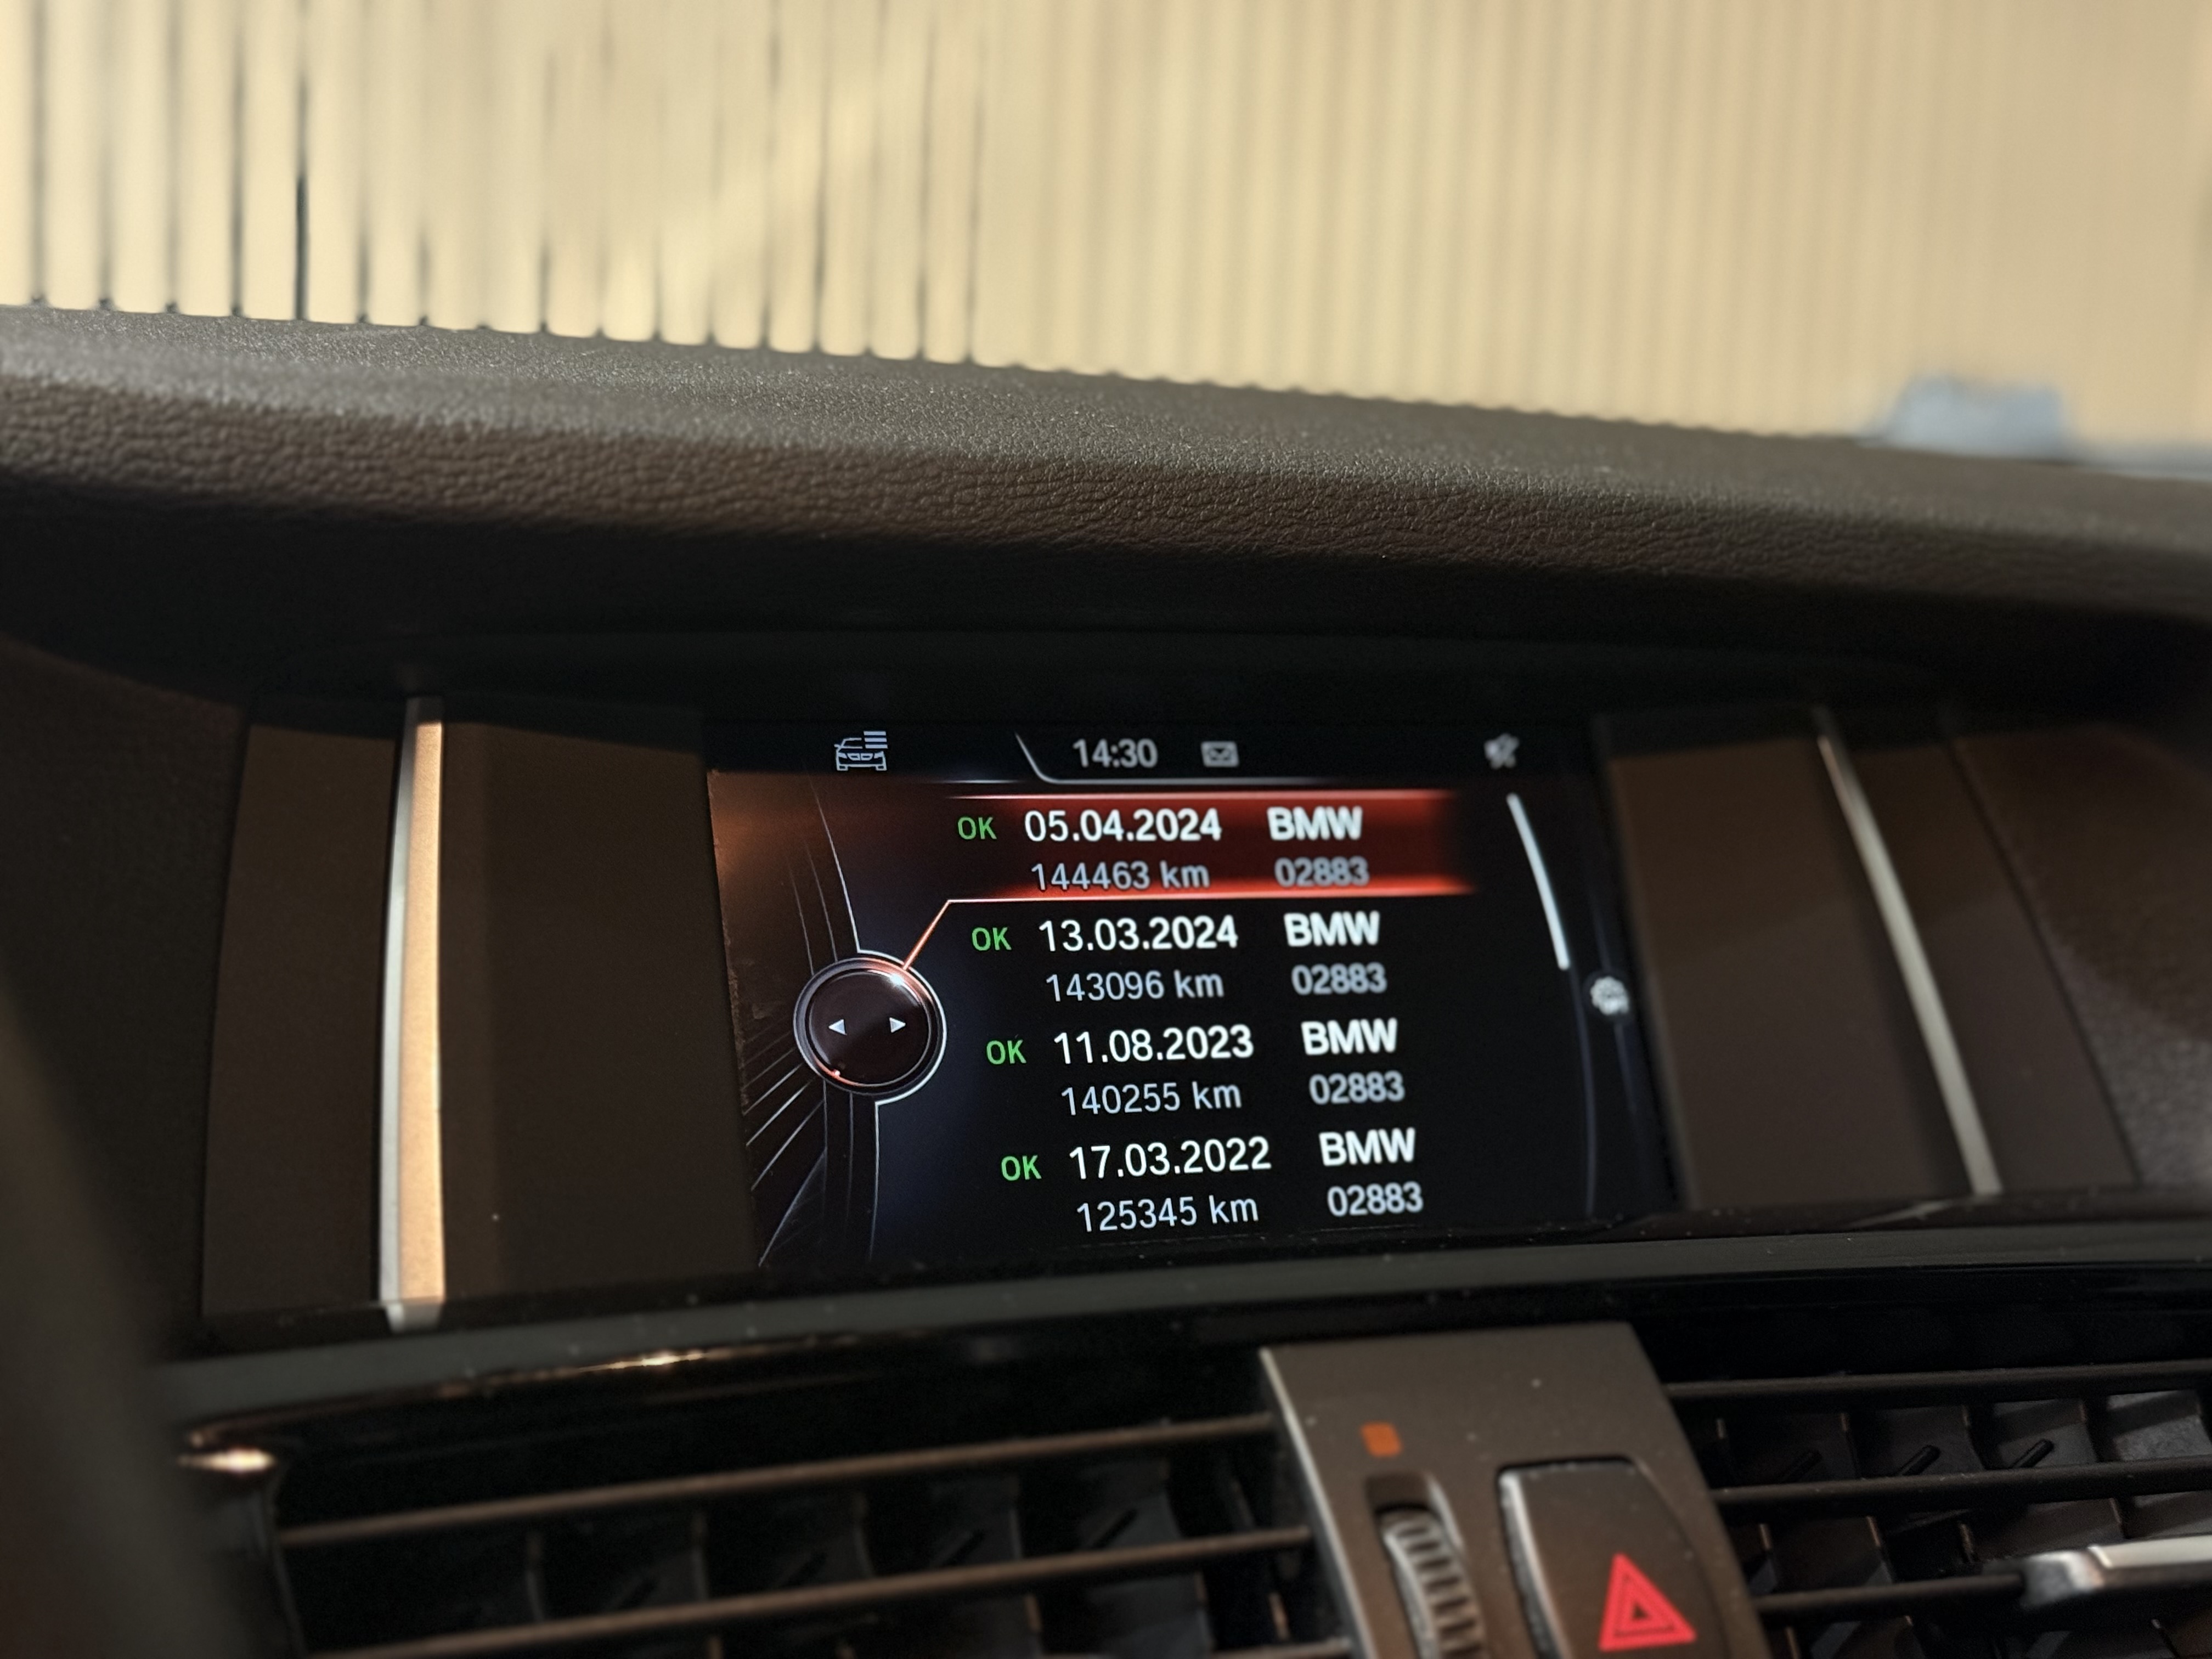 14:30
OK 05.04.2024 BMW
144463 km 02883
OK 13.03.2024 BMW
143096 km 02883
OK 11.08.2023 BMW
140255 km 02883
OK 17.03.2022 BMW
125345 km 02883